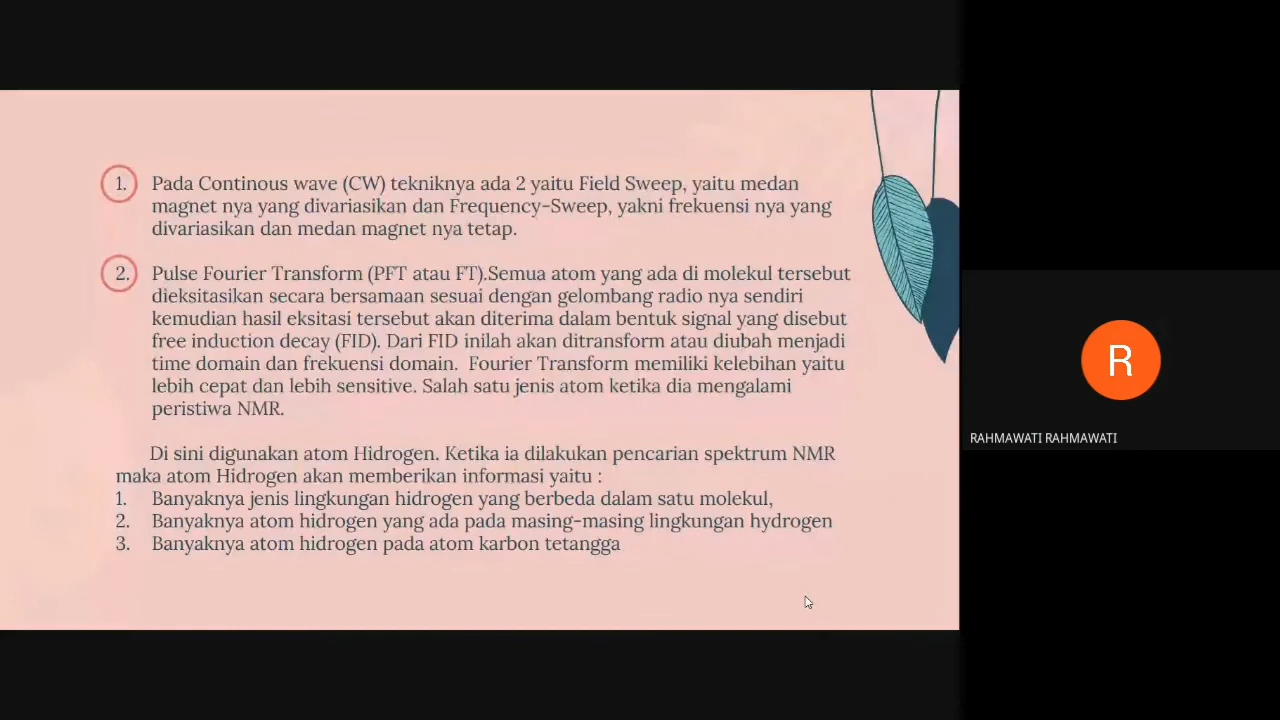 1. Pada Continous wave (CW) tekniknya ada 2 yaitu Field Sweep, yaitu medan
magnet nya yang divariasikan dan Frequency-Sweep, yakni frekuensi nya yang
divariasikan dan medan magnet nya tetap.
2. Pulse Fourier Transform (PFT atau FT).Semua atom yang ada di molekul tersebut
dieksitasikan secara bersamaan sesuai dengan gelombang radio nya sendiri
kemudian hasil eksitasi tersebut akan diterima dalam bentuk signal yang disebut
free induction decay (FID). Dari FID inilah akan ditransform atau diubah menjadi
time domain dan frekuensi domain. Fourier Transform memiliki kelebihan yaitu
lebih cepat dan lebih sensitive. Salah satu jenis atom ketika dia mengalami
peristiwa NMR.
Di sini digunakan atom Hidrogen. Ketika ia dilakukan pencarian spektrum NMR
maka atom Hidrogen akan memberikan informasi yaitu :
1. Banyaknya jenis lingkungan hidrogen yang berbeda dalam satu molekul,
2. Banyaknya atom hidrogen yang ada pada masing-masing lingkungan hydrogen
3. Banyaknya atom hidrogen pada atom karbon tetangga
R
RAHMAWATI RAHMAWATI